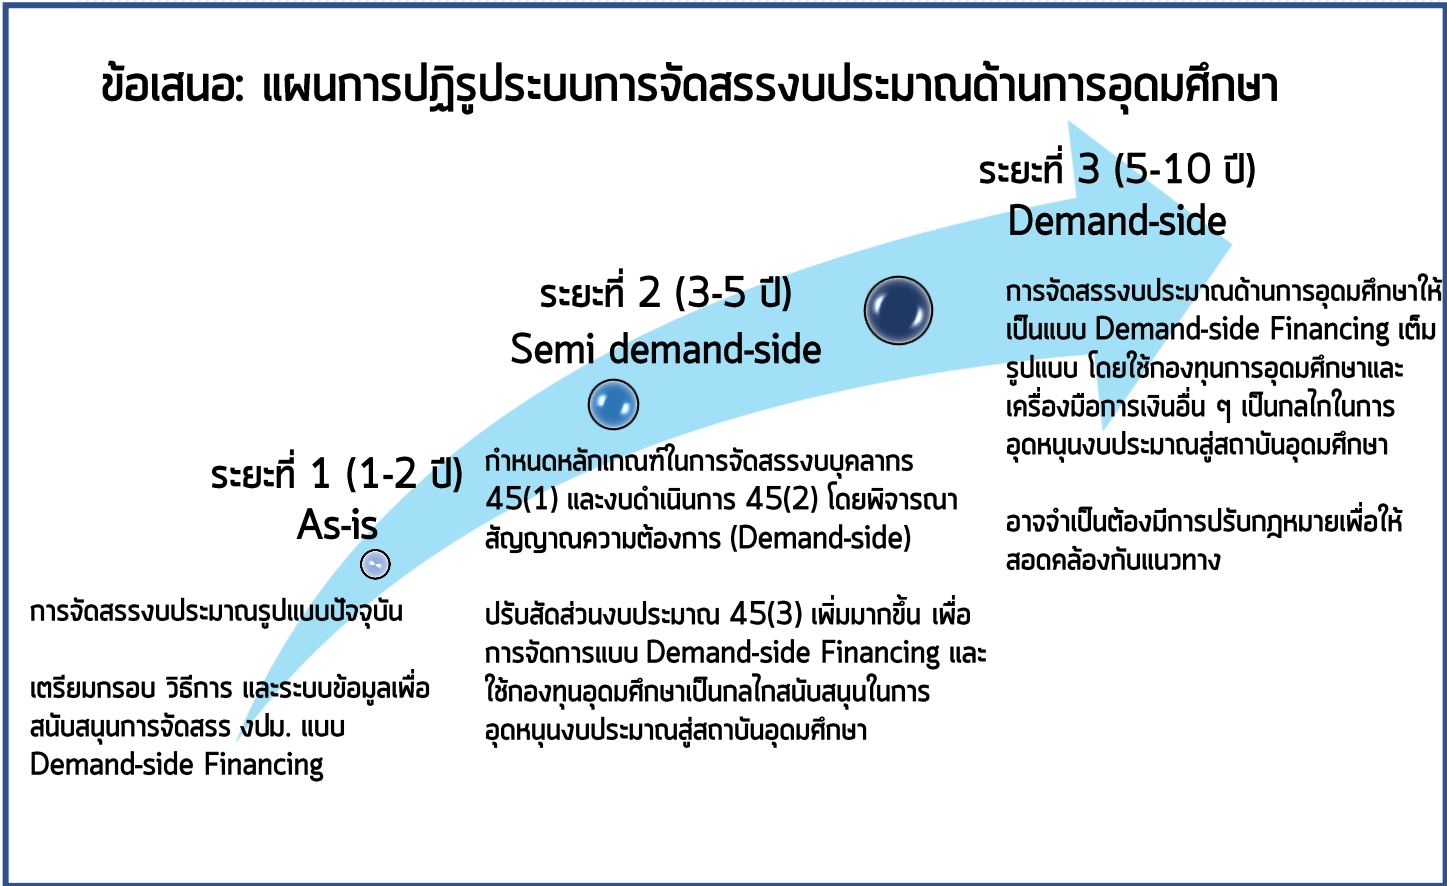 ข้อเสนอ: แผนการปฏิรูประบบการจัดสรรงบประมาณด้านการอุดมศึกษา
ระยะที่ 1 (1-2 ปี)
As-is
การจัดสรรงบประมาณรูปแบบปัจจุบัน
เตรียมกรอบ วิธีการ และระบบข้อมูลเพื่อ
สนับสนุนการจัดสรร งปม. แบบ
Demand-side Financing
ระยะที่ 2 (3-5 ปี)
Semi demand-side
กำหนดหลักเกณฑ์ในการจัดสรรงบบุคลากร
45(1) และงบดำเนินการ 45(2) โดยพิจารณา
สัญญาณความต้องการ (Demand-side)
ปรับสัดส่วนงบประมาณ 45(3) เพิ่มมากขึ้น เพื่อ
การจัดการแบบ Demand-side Financing และ
ใช้กองทุนอุดมศึกษาเป็นกลไกสนับสนุนในการ
อุดหนุนงบประมาณสู่สถาบันอุดมศึกษา
ระยะที่ 3 (5-10 ปี)
Demand-side
การจัดสรรงบประมาณด้านการอุดมศึกษาให้
เป็นแบบ Demand-side Financing เต็ม
รูปแบบ โดยใช้กองทุนการอุดมศึกษาและ
เครื่องมือการเงินอื่น ๆ เป็นกลไกในการ
อุดหนุนงบประมาณสู่สถาบันอุดมศึกษา
อาจจำเป็นต้องมีการปรับกฎหมายเพื่อให้
สอดคล้องกับแนวทาง